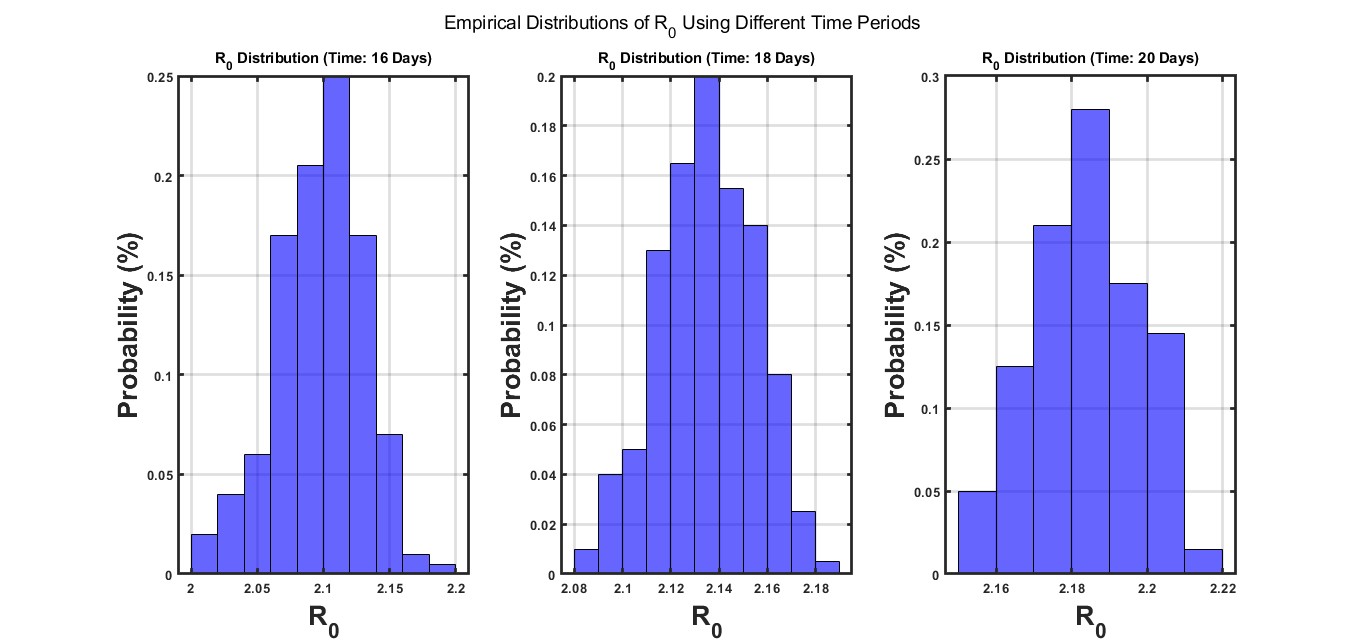 Empirical Distributions of R0 Using Different Time Periods
R0 Distribution (Time: 16 Days)
0.25
0.2
0.15
0.1
0.05
0
Probability (%)
2 2.05 2.1 2.15 2.2
R0
R0 Distribution (Time: 18 Days)
0.2
0.18
0.16
0.14
0.12
0.1
0.08
0.06
0.04
0.02
0
Probability (%)
2.08 2.1 2.12 2.14 2.16 2.18
R0
R0 Distribution (Time: 20 Days)
0.3
0.25
0.2
0.15
0.1
0.05
0
Probability (%)
2.16 2.18 2.2 2.22
R0